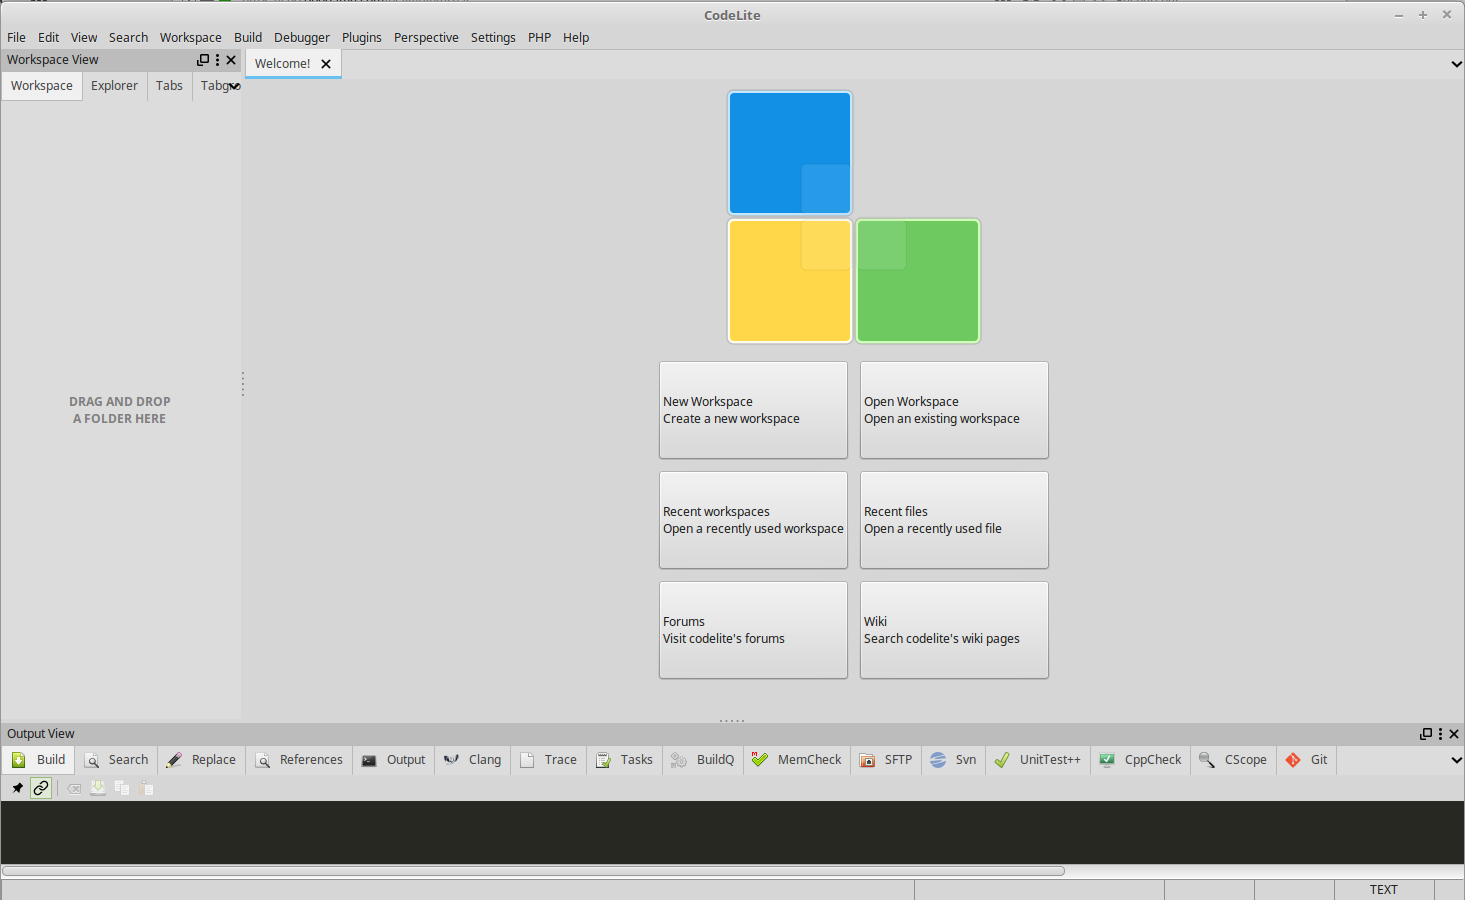 CodeLite
File Edit View Search Workspace Build Debugger Plugins Perspective Settings PHP Help
Workspace View
Welcome!
Workspace Explorer Tabs
DRAG AND DROP
A FOLDER HERE
New Workspace
Create a new workspace
Open Workspace
Open an existing workspace
Recent workspaces
Open a recently used workspace
Recent files
Open a recently used file
Forums
Visit codelite's forums
Wiki
Search codelite's wiki pages
Output View
Build Search Replace References Output Clang Trace Tasks BuildQ MemCheck SFTP Svn UnitTest++ CppCheck CScope Git
TEXT